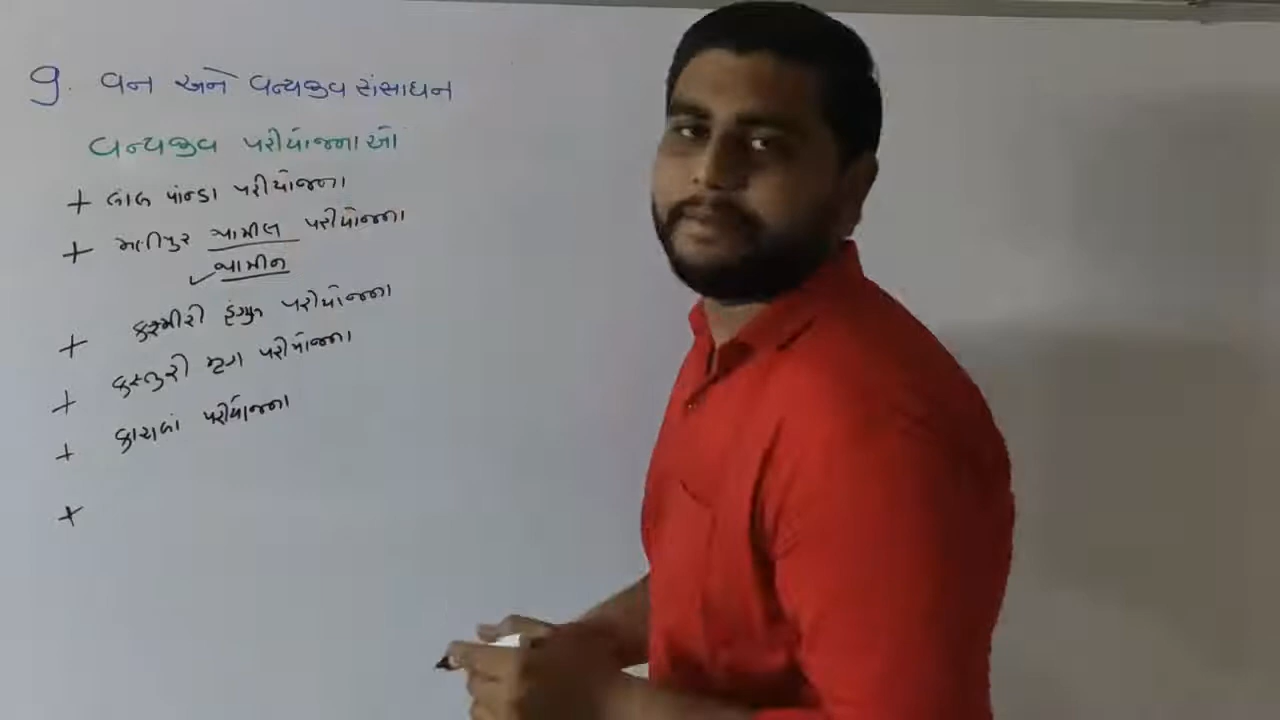 9. વન અને વન્યજીવ સંસાધન
વન્યજીવ પરીયોજનાઓ
+ લાલ પાંન્ડા પરીયોજના
+ મણીપુર થામીલ પરીયોજના
✓ થામીન
+ કશ્મીરી હંગુલ પરીયોજના
+ કસ્તુરી મૃગ પરીયોજના
+ કાચબાં પરીયોજના
+